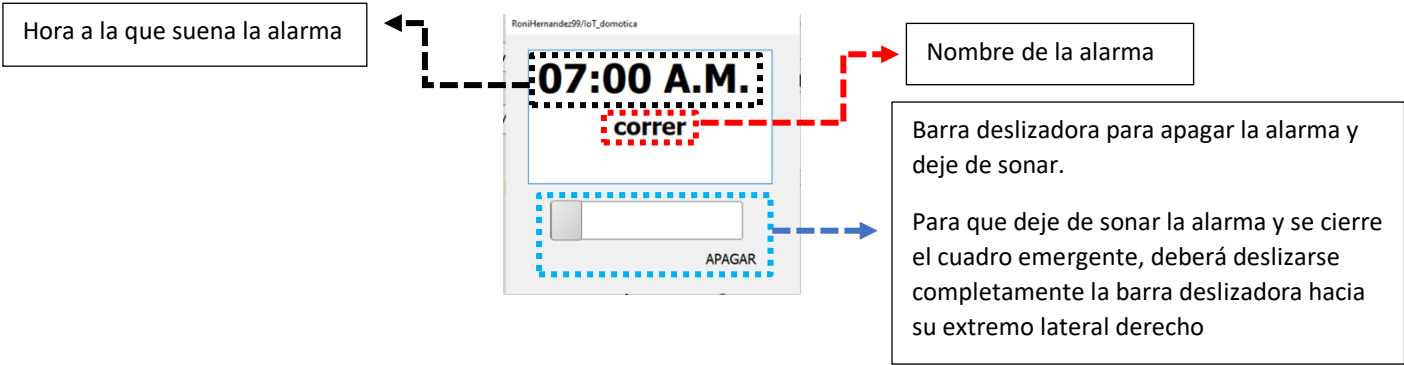 Hora a la que suena la alarma
RoniHernandez99/IoT_domotica
07:00 A.M.
correr
APAGAR
Nombre de la alarma
Barra deslizadora para apagar la alarma y
deje de sonar.
Para que deje de sonar la alarma y se cierre
el cuadro emergente, deberá deslizarse
completamente la barra deslizadora hacia
su extremo lateral derecho